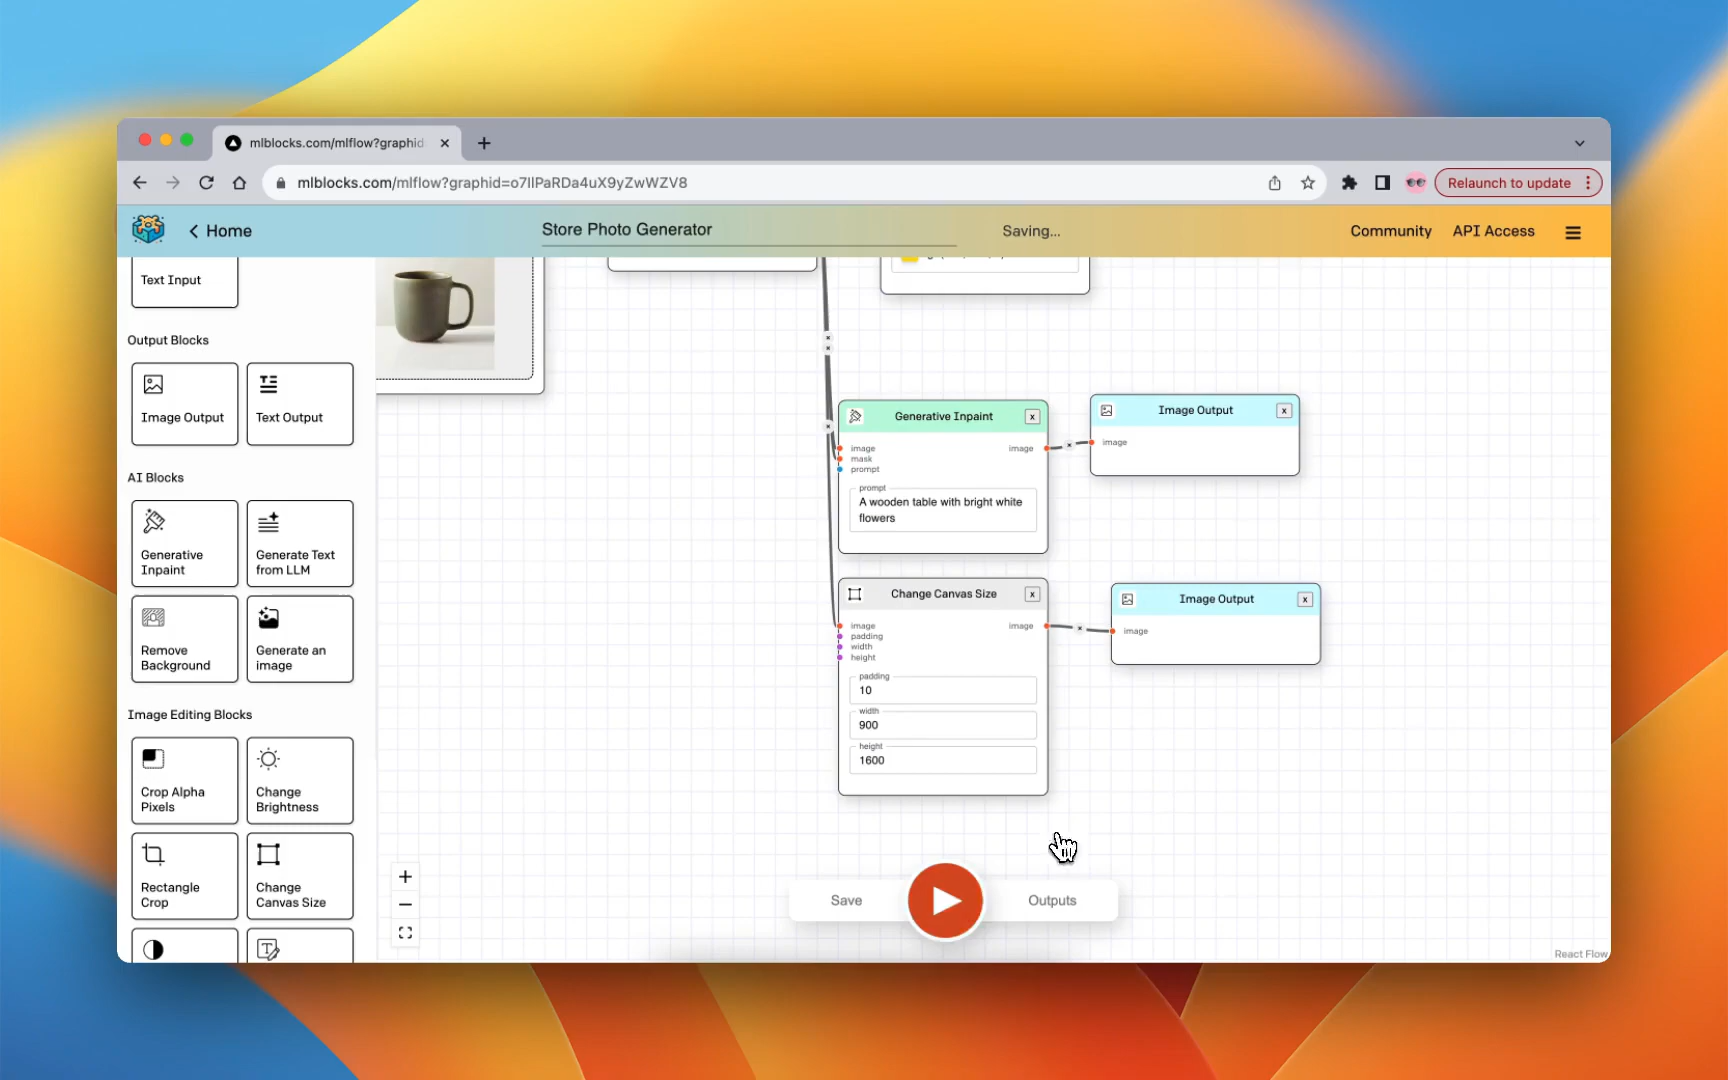 mlblocks.com/mlflow?graphid
mlblocks.com/mlflow?graphid=o7IlPaRDa4uX9yZwWZV8
Relaunch to update
Home
Store Photo Generator
Saving...
Community
API Access
Text Input
Output Blocks
Image Output
Text Output
AI Blocks
Generative
Inpaint
Generate Text
from LLM
Remove
Background
Generate an
image
Image Editing Blocks
Crop Alpha
Pixels
Change
Brightness
Rectangle
Crop
Change
Canvas Size
Generative Inpaint
x
image
mask
prompt
image
prompt
A wooden table with bright white
flowers
Image Output
x
image
Change Canvas Size
x
image
padding
width
height
image
padding
10
width
900
height
1600
Image Output
x
image
Save
Outputs
React Flow